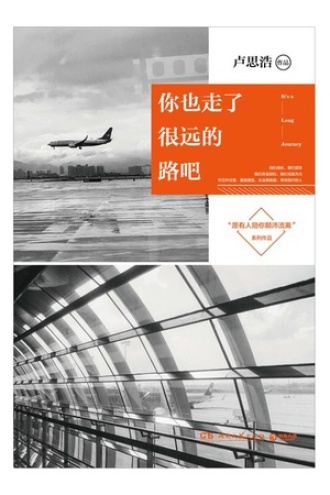 卢思浩 作品
你也走了
很远的
路吧
It's a
Long
Journey
“愿有人陪你颠沛流离”
系列作品